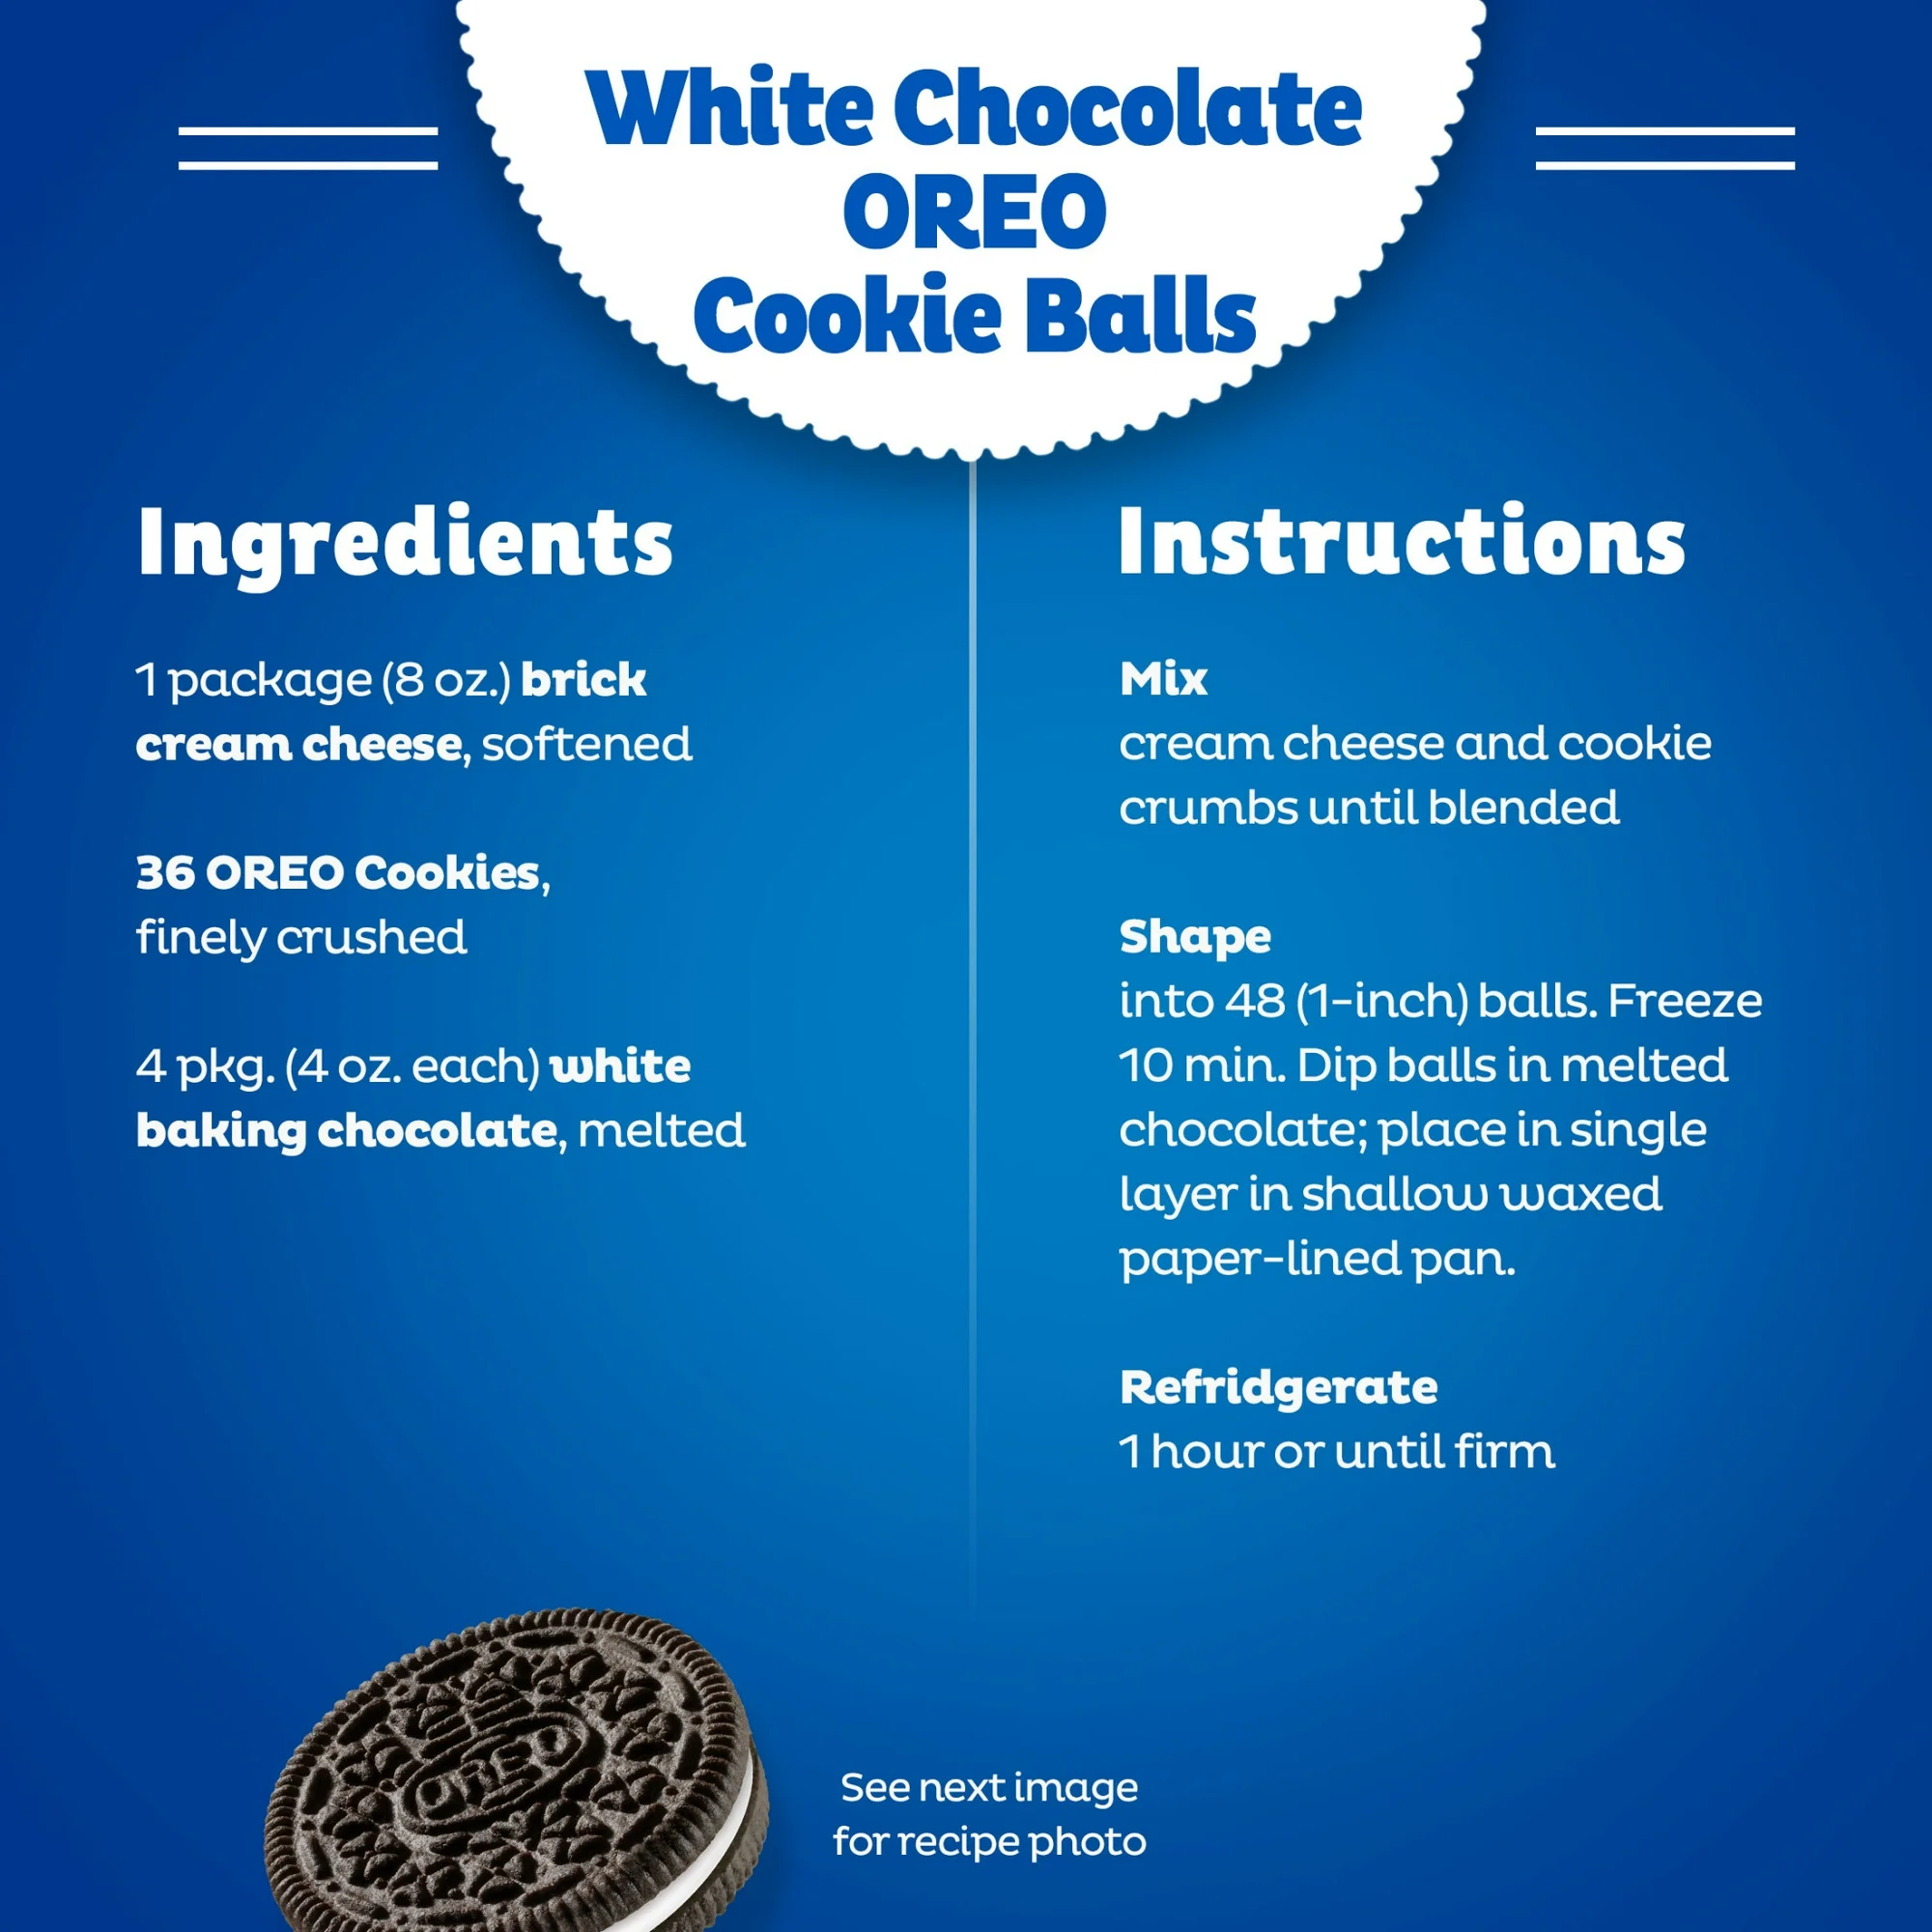 White Chocolate
OREO
Cookie Balls
Ingredients
1 package (8 oz.) brick
cream cheese, softened
36 OREO Cookies,
finely crushed
4 pkg. (4 oz. each) white
baking chocolate, melted
Instructions
Mix
cream cheese and cookie
crumbs until blended
Shape
into 48 (1-inch) balls. Freeze
10 min. Dip balls in melted
chocolate; place in single
layer in shallow waxed
paper-lined pan.
Refridgerate
1 hour or until firm
OREO
See next image
for recipe photo